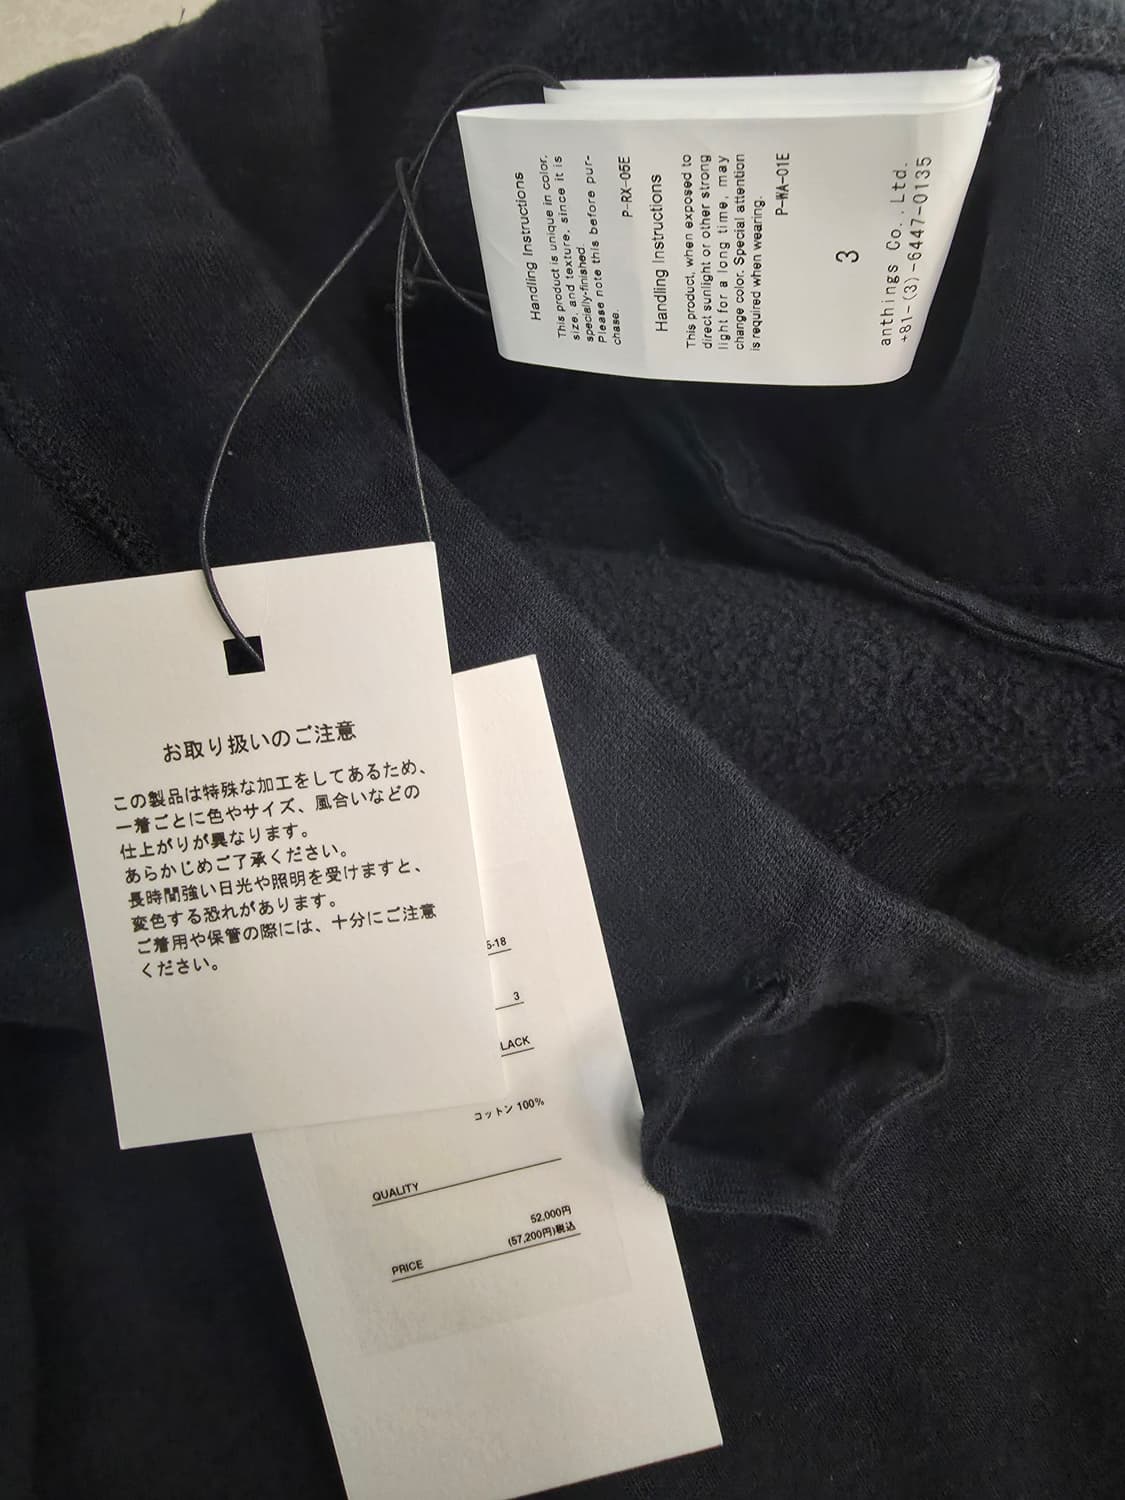 Handling Instructions
This product is unique in color,
size, and texture, since it is
specially-finished.
Please note this before pur-
chase.
P-RX-05E
Handling Instructions
This product, when exposed to
direct sunlight or other strong
light for a long time, may
change color. Special attention
is required when wearing.
P-WA-01E
3
anthings Co., Ltd.
+81-(3)-6447-0135
お取り扱いのご注意
この製品は特殊な加工をしてあるため、
一着ごとに色やサイズ、風合いなどの
仕上がりが異なります。
あらかじめご了承ください。
長時間強い日光や照明を受けますと、
変色する恐れがあります。
ご着用や保管の際には、十分にご注意
ください。
5-18
3
LACK
コットン 100%
QUALITY
52,000円
(57,200円)税込
PRICE